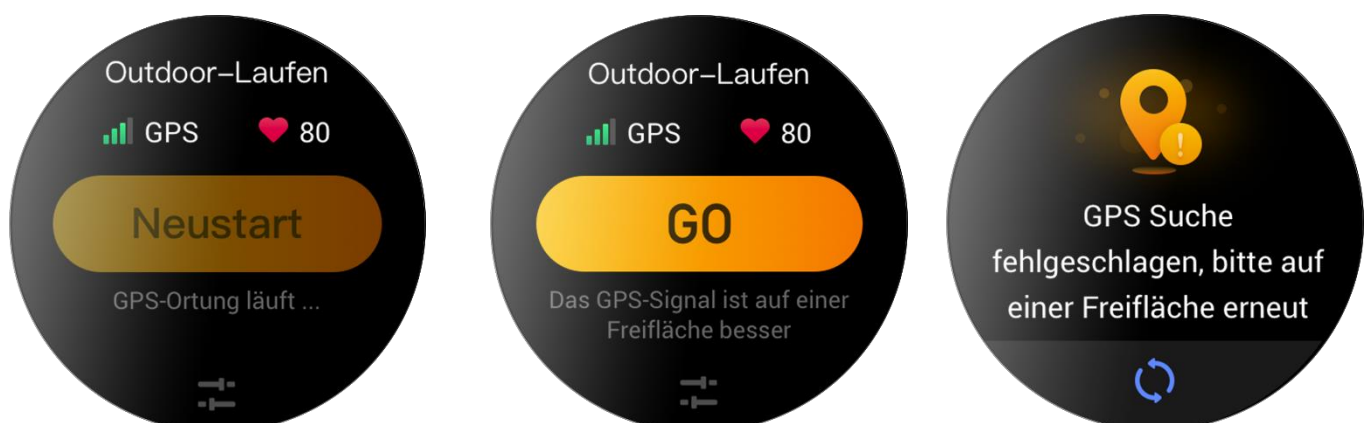 Outdoor-Laufen
GPS 80
Neustart
GPS-Ortung läuft ...
Outdoor-Laufen
GPS 80
GO
Das GPS-Signal ist auf einer
Freifläche besser
GPS Suche
fehlgeschlagen, bitte auf
einer Freifläche erneut